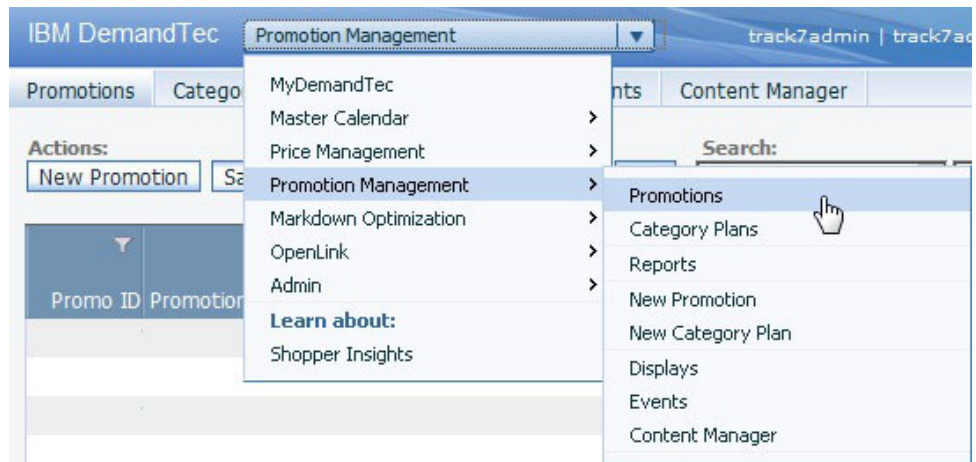 IBM DemandTec Promotion Management track7admin | track7ad
Promotions Catego nts Content Manager
Actions: Search:
New Promotion Sa
Promo ID Promotion
MyDemandTec
Master Calendar
Price Management
Promotion Management
Markdown Optimization
OpenLink
Admin
Learn about:
Shopper Insights
Promotions
Category Plans
Reports
New Promotion
New Category Plan
Displays
Events
Content Manager